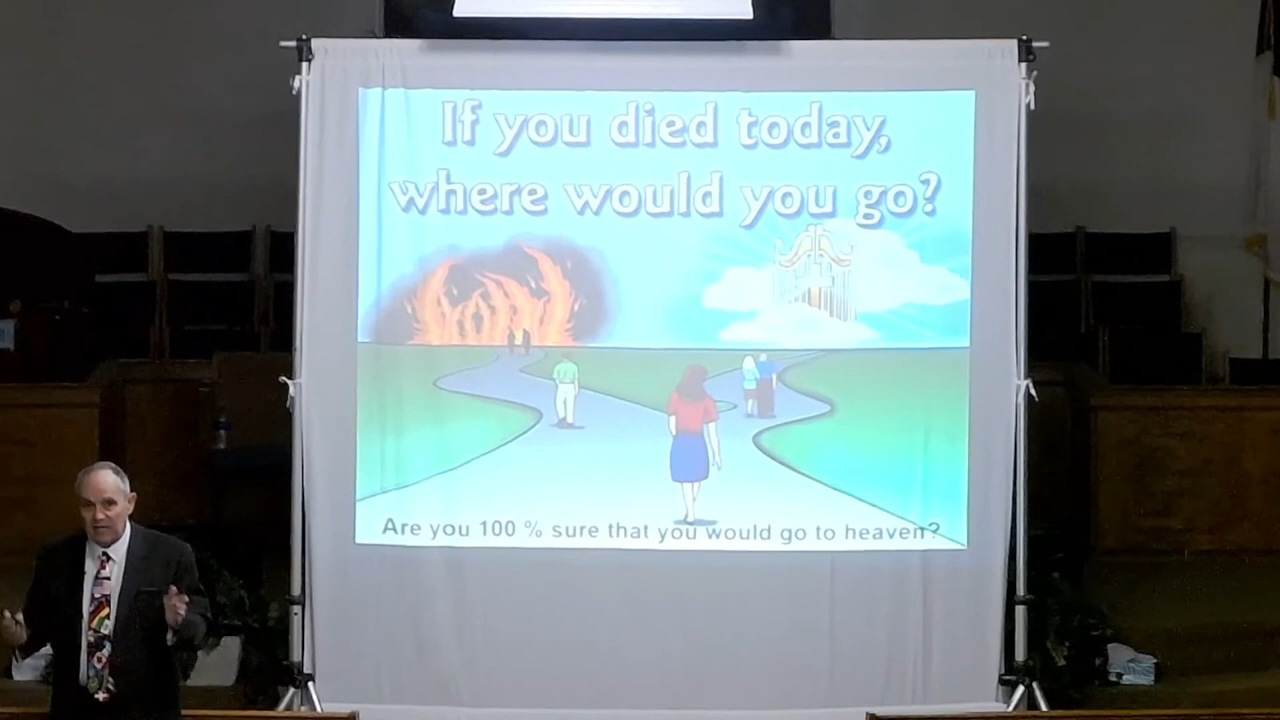 If you died today,
where would you go?
Are you 100 % sure that you would go to heaven?